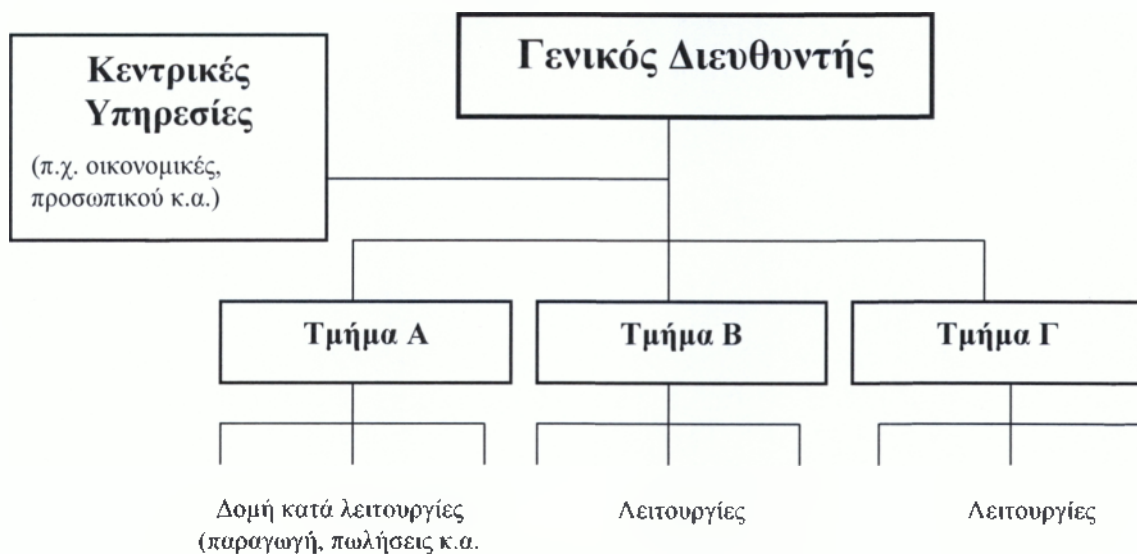 Γενικός Διευθυντής
Κεντρικές
Υπηρεσίες
(π.χ. οικονομικές,
προσωπικού κ.α.)
Τμήμα Α
Τμήμα Β
Τμήμα Γ
Δομή κατά λειτουργίες
(παραγωγή, πωλήσεις κ.α.
Λειτουργίες
Λειτουργίες